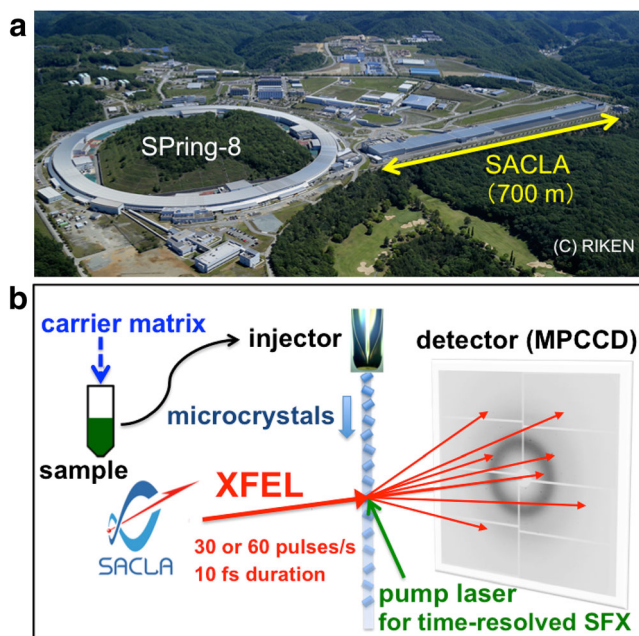 a
SPring-8
SACLA
(700 m)
(C) RIKEN
b
carrier matrix
injector
detector (MPCCD)
microcrystals
sample
XFEL
SACLA
30 or 60 pulses/s
10 fs duration
pump laser
for time-resolved SFX